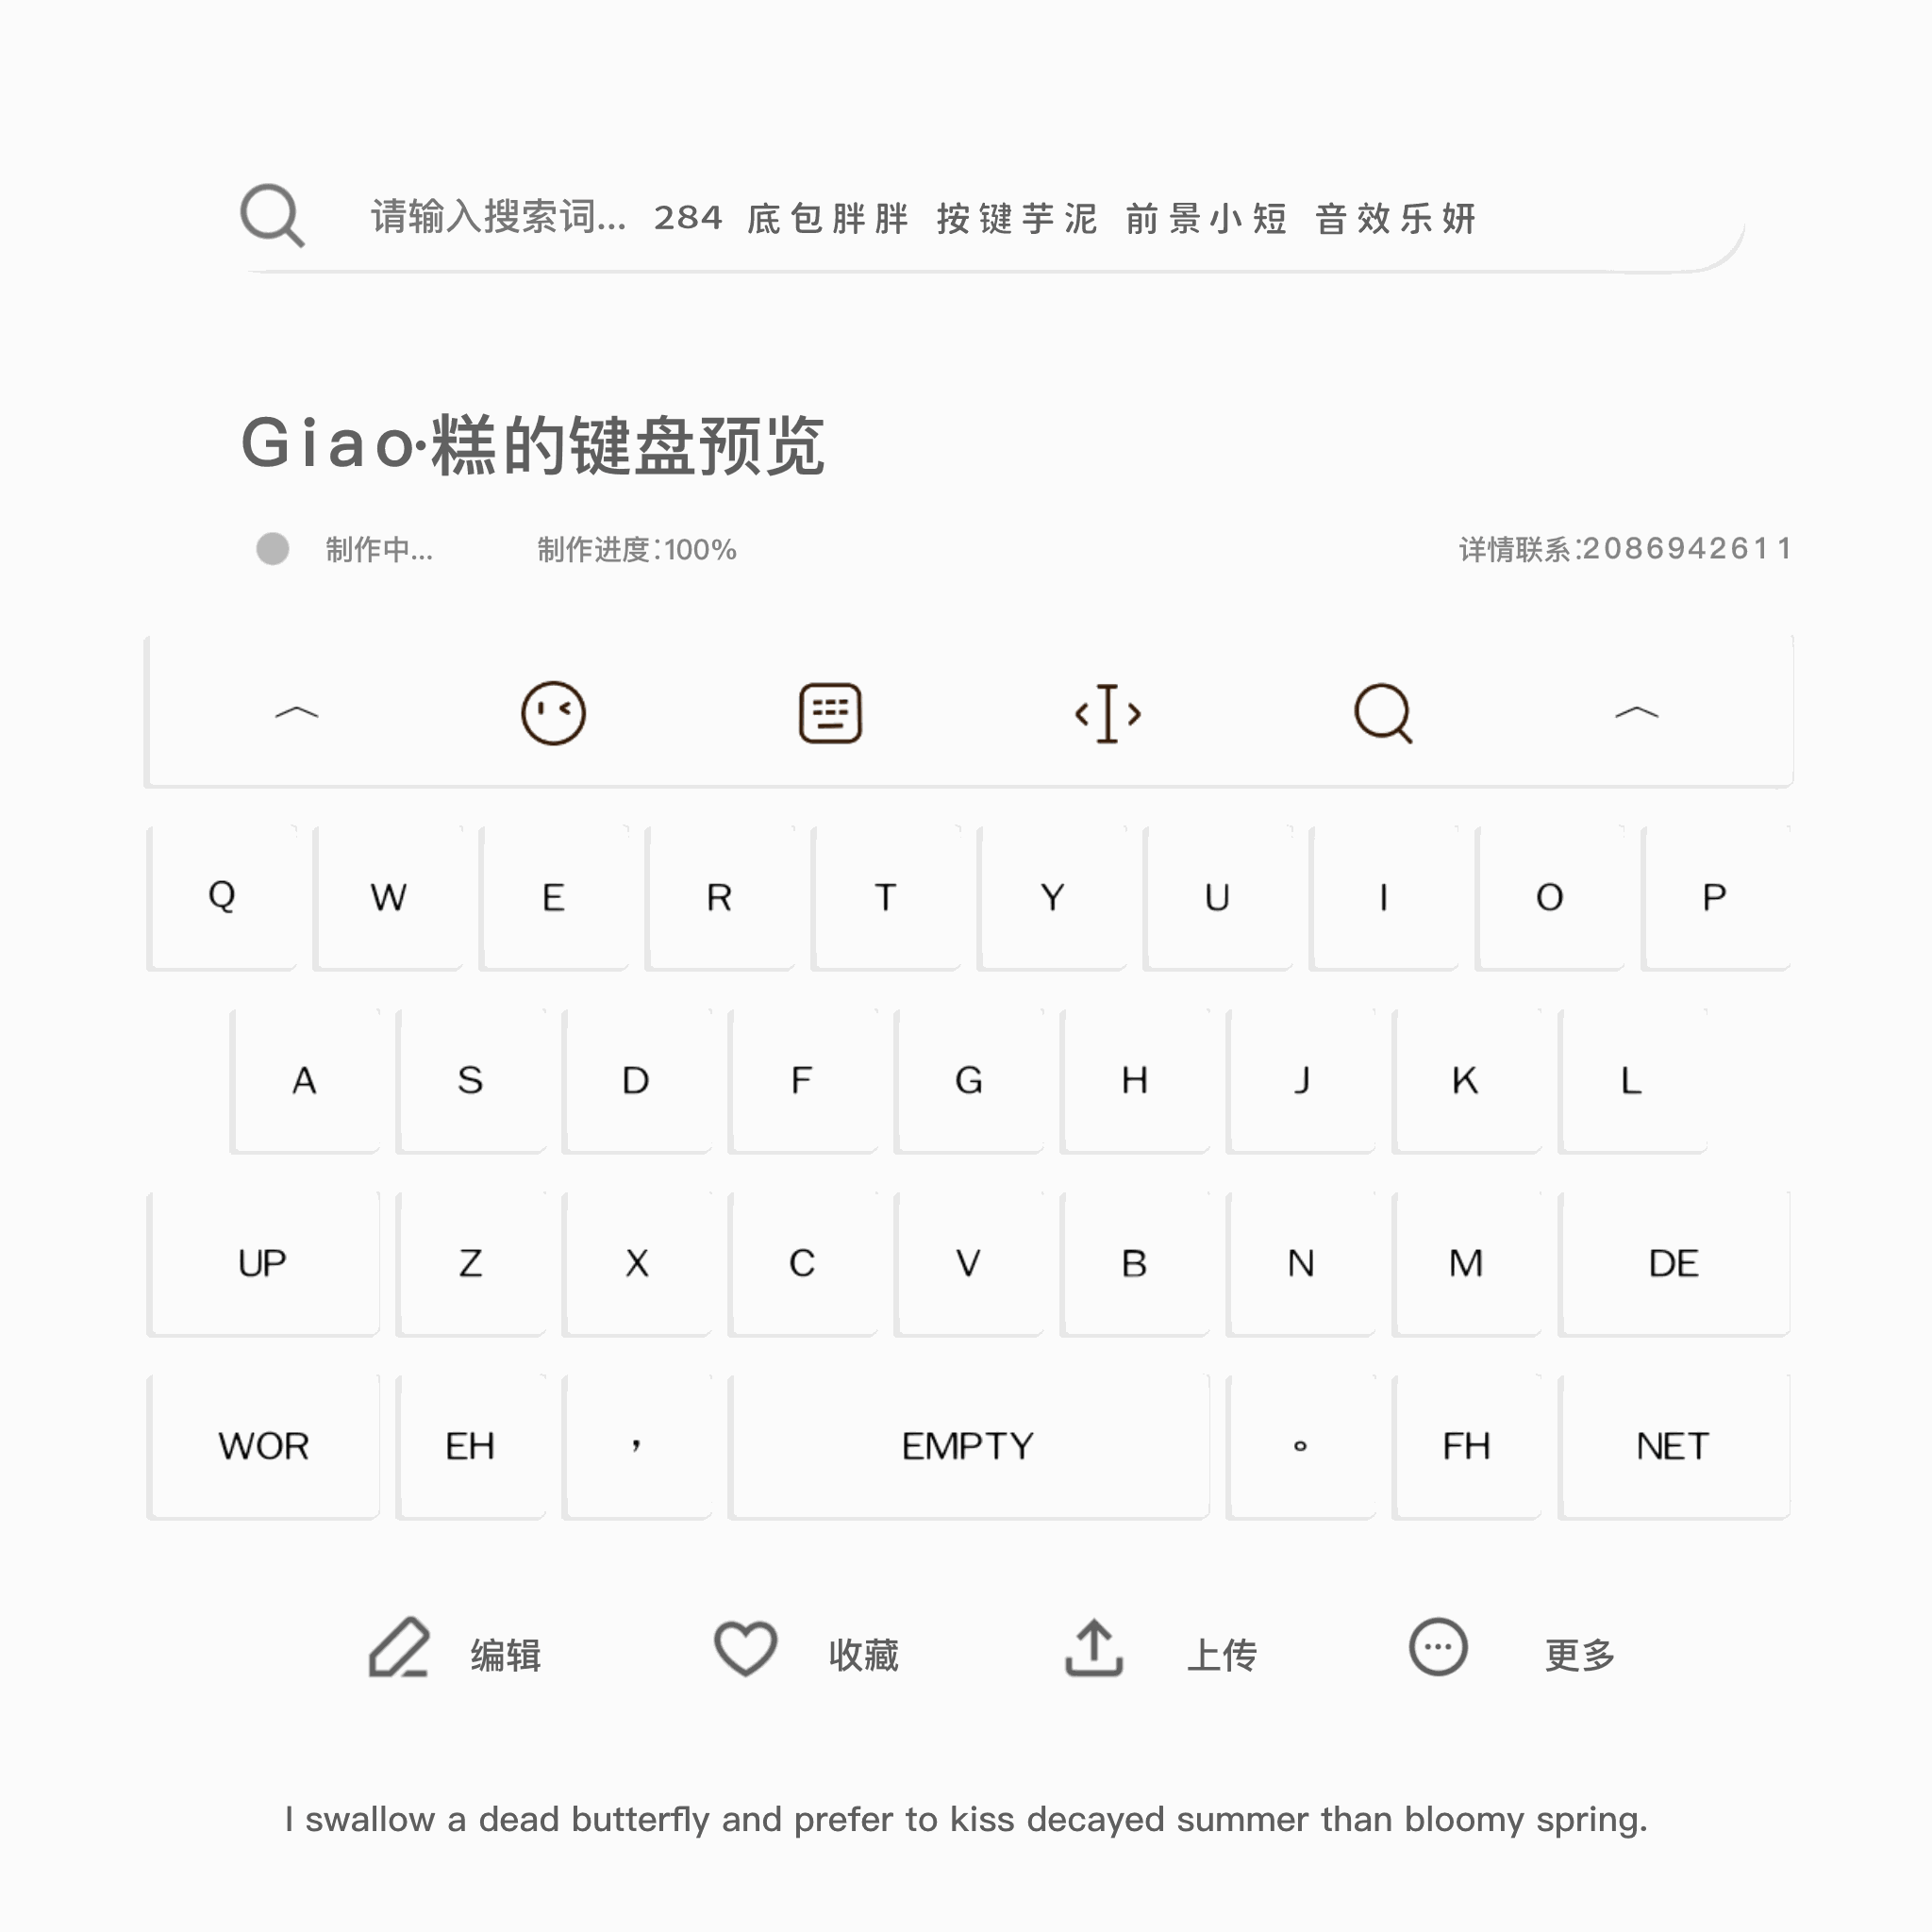 请输入搜索词... 284 底包胖胖 按键芋泥 前景小短 音效乐妍
Giao·糕的键盘预览
制作中... 制作进度:100% 详情联系:2086942611
Q W E R T Y U I O P
A S D F G H J K L
UP Z X C V B N M DE
WOR EH , EMPTY 。 FH NET
编辑 收藏 上传 更多
I swallow a dead butterfly and prefer to kiss decayed summer than bloomy spring.